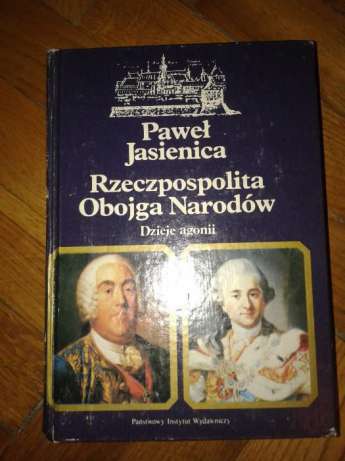 Paweł
Jasienica
Rzeczpospolita
Obojga Narodów
Dzieje agonii
Państwowy Instytut Wydawniczy